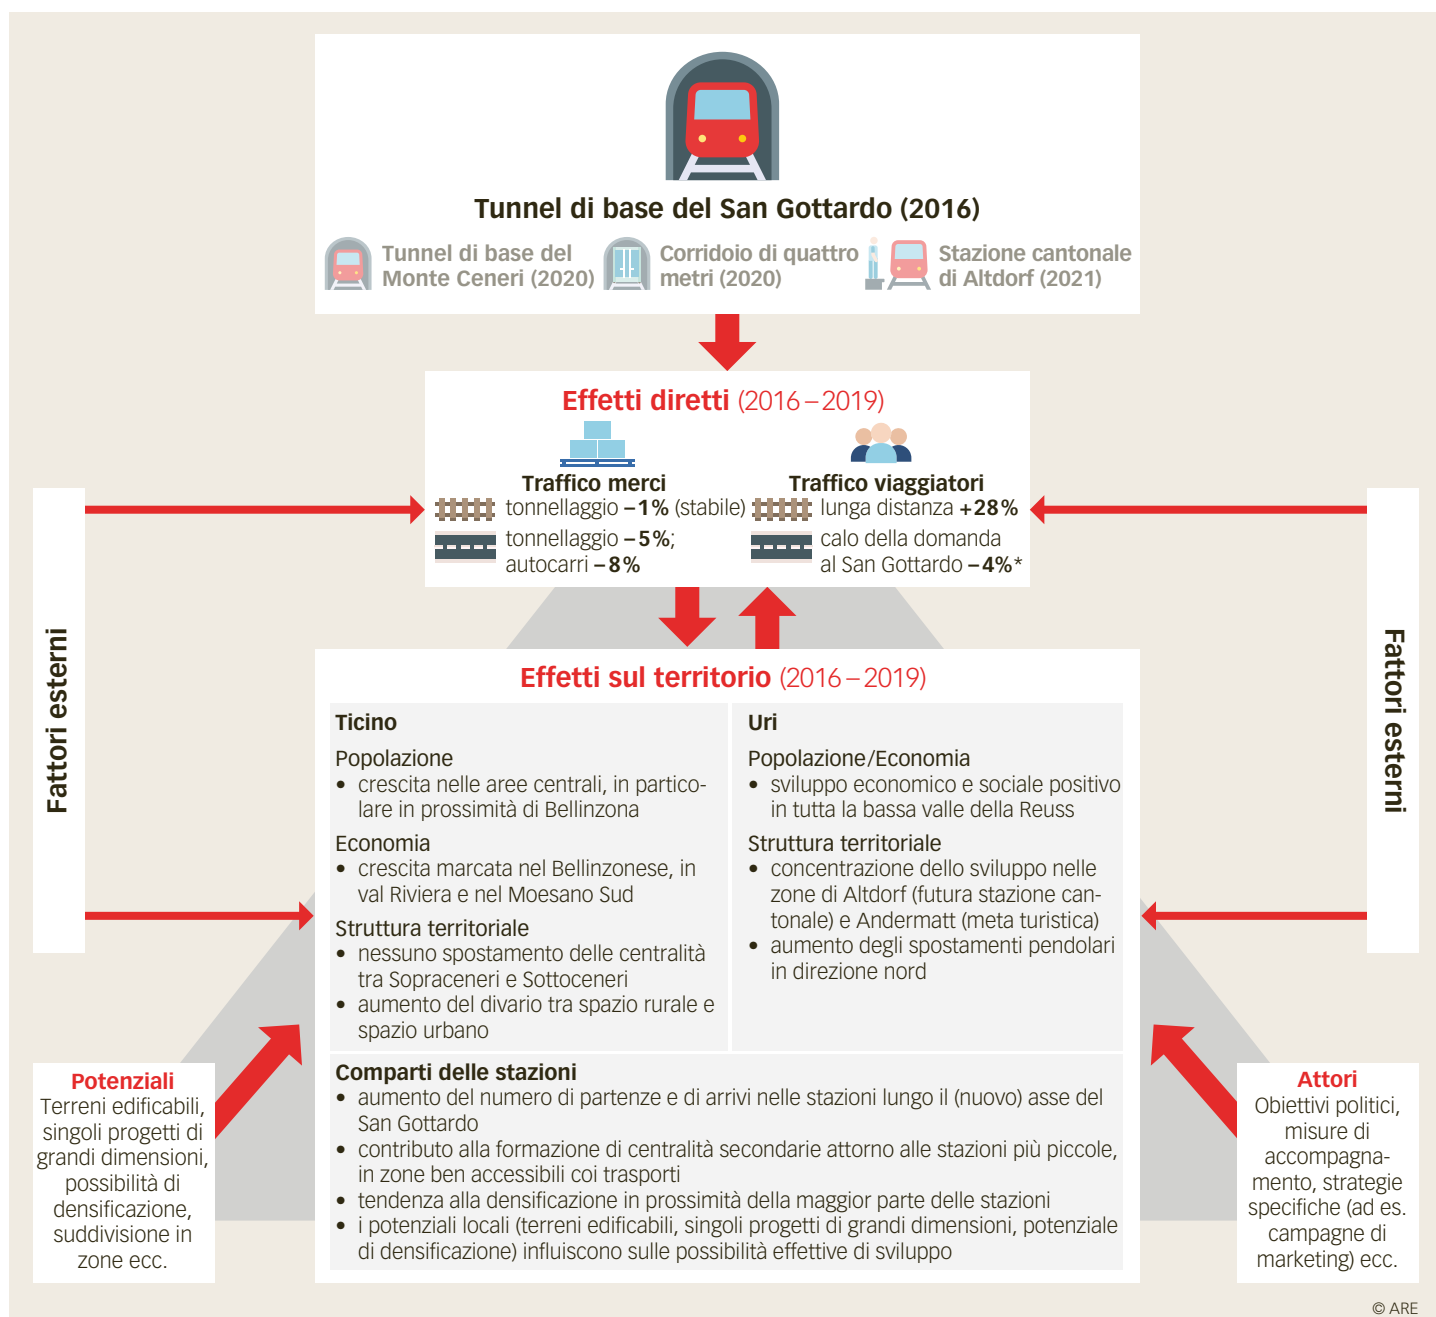 Tunnel di base del San Gottardo (2016)
Tunnel di base del
Monte Ceneri (2020)
Corridoio di quattro
metri (2020)
Stazione cantonale
di Altdorf (2021)
Effetti diretti (2016–2019)
Traffico merci
tonnellaggio –1% (stabile)
tonnellaggio –5%;
autocarri –8%
Traffico viaggiatori
lunga distanza +28%
calo della domanda
al San Gottardo –4%*
Fattori esterni
Fattori esterni
Effetti sul territorio (2016–2019)
Ticino
Popolazione
• crescita nelle aree centrali, in partico-
lare in prossimità di Bellinzona
Economia
• crescita marcata nel Bellinzonese, in
val Riviera e nel Moesano Sud
Struttura territoriale
• nessuno spostamento delle centralità
tra Sopraceneri e Sottoceneri
• aumento del divario tra spazio rurale e
spazio urbano
Uri
Popolazione/Economia
• sviluppo economico e sociale positivo
in tutta la bassa valle della Reuss
Struttura territoriale
• concentrazione dello sviluppo nelle
zone di Altdorf (futura stazione can-
tonale) e Andermatt (meta turistica)
• aumento degli spostamenti pendolari
in direzione nord
Comparti delle stazioni
• aumento del numero di partenze e di arrivi nelle stazioni lungo il (nuovo) asse del
San Gottardo
• contributo alla formazione di centralità secondarie attorno alle stazioni più piccole,
in zone ben accessibili coi trasporti
• tendenza alla densificazione in prossimità della maggior parte delle stazioni
• i potenziali locali (terreni edificabili, singoli progetti di grandi dimensioni, potenziale
di densificazione) influiscono sulle possibilità effettive di sviluppo
Potenziali
Terreni edificabili,
singoli progetti di
grandi dimensioni,
possibilità di
densificazione,
suddivisione in
zone ecc.
Attori
Obiettivi politici,
misure di
accompagna-
mento, strategie
specifiche (ad es.
campagne di
marketing) ecc.
© ARE